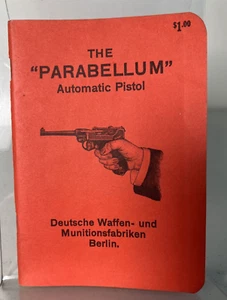 $1.00
THE
"PARABELLUM"
Automatic Pistol
Deutsche Waffen- und
Munitionsfabriken
Berlin.